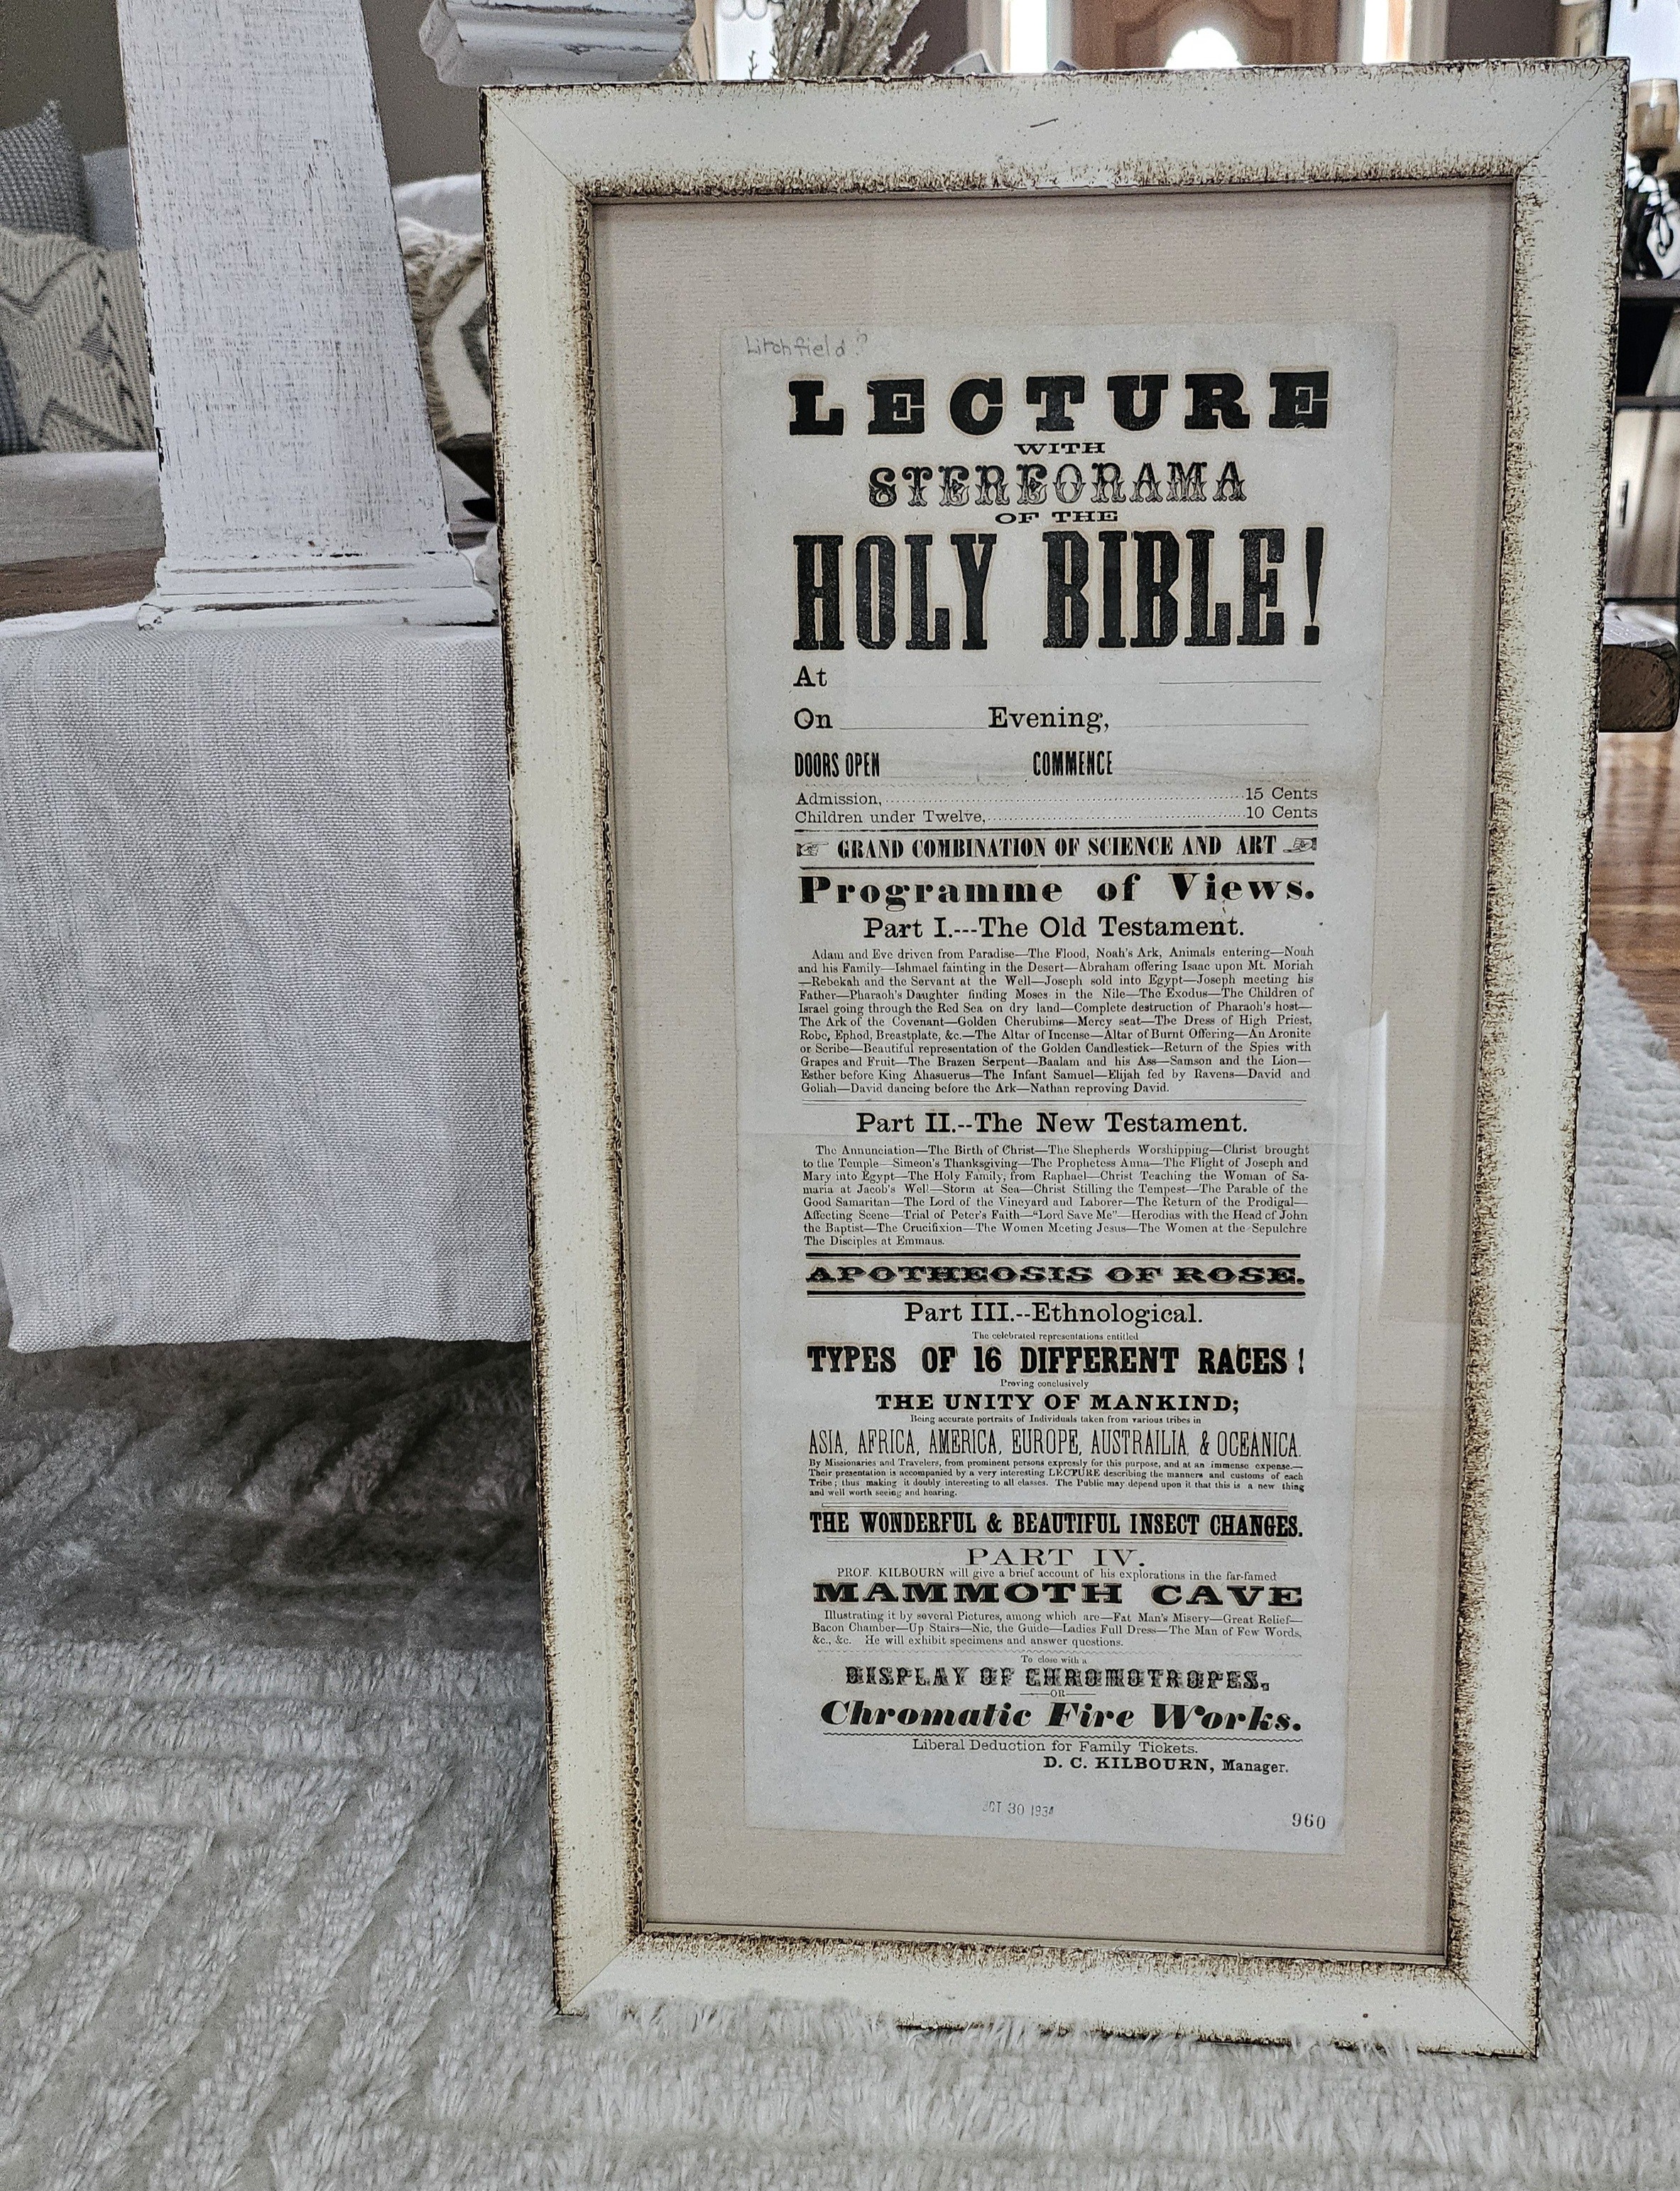 Litchfield?
LECTURE
WITH
STEREORAMA
OF THE
HOLY BIBLE!
At
On Evening,
DOORS OPEN COMMENCE
Admission, 15 Cents
Children under Twelve, 10 Cents
GRAND COMBINATION OF SCIENCE AND ART
Programme of Views.
Part I.---The Old Testament.
Adam and Eve driven from Paradise—The Flood, Noah's Ark, Animals entering—Noah
and his Family—Ishmael fainting in the Desert—Abraham offering Isaac upon Mt. Moriah
—Rebekah and the Servant at the Well—Joseph sold into Egypt—Joseph meeting his
Father—Pharaoh's Daughter finding Moses in the Nile—The Exodus—The Children of
Israel going through the Red Sea on dry land—Complete destruction of Pharaoh's host—
The Ark of the Covenant—Golden Cherubims—Mercy seat—The Dress of High Priest,
Robe, Ephod, Breastplate, &c.—The Altar of Incense—Altar of Burnt Offering—An Aronite
or Scribe—Beautiful representation of the Golden Candlestick—Return of the Spies with
Grapes and Fruit—The Brazen Serpent—Baalam and his Ass—Samson and the Lion—
Esther before King Ahasuerus—The Infant Samuel—Elijah fed by Ravens—David and
Goliah—David dancing before the Ark—Nathan reproving David.
Part II.--The New Testament.
The Annunciation—The Birth of Christ—The Shepherds Worshipping—Christ brought
to the Temple—Simeon's Thanksgiving—The Prophetess Anna—The Flight of Joseph and
Mary into Egypt—The Holy Family, from Raphael—Christ Teaching the Woman of Sa-
maria at Jacob's Well—Storm at Sea—Christ Stilling the Tempest—The Parable of the
Good Samaritan—The Lord of the Vineyard and Laborer—The Return of the Prodigal—
Affecting Scene—Trial of Peter's Faith—"Lord Save Me"—Herodias with the Head of John
the Baptist—The Crucifixion—The Women Meeting Jesus—The Women at the Sepulchre
The Disciples at Emmaus.
APOTHEOSIS OF ROSE.
Part III.--Ethnological.
The celebrated representations entitled
TYPES OF 16 DIFFERENT RACES!
Proving conclusively
THE UNITY OF MANKIND;
Being accurate portraits of Individuals taken from various tribes in
ASIA, AFRICA, AMERICA, EUROPE, AUSTRAILIA, & OCEANICA.
By Missionaries and Travelers, from prominent persons expressly for this purpose, and at an immense expense.—
Their presentation is accompanied by a very interesting LECTURE describing the manners and customs of each
Tribe; thus making it doubly interesting to all classes. The Public may depend upon it that this is a new thing
and well worth seeing and hearing.
THE WONDERFUL & BEAUTIFUL INSECT CHANGES.
PART IV.
PROF. KILBOURN will give a brief account of his explorations in the far-famed
MAMMOTH CAVE
Illustrating it by several Pictures, among which are—Fat Man's Misery—Great Relief—
Bacon Chamber—Up Stairs—Nic, the Guide—Ladies Full Dress—The Man of Few Words,
&c., &c. He will exhibit specimens and answer questions.
To close with a
DISPLAY OF CHROMOTROPES,
OR
Chromatic Fire Works.
Liberal Deduction for Family Tickets.
D. C. KILBOURN, Manager.
OCT 30 1934
960